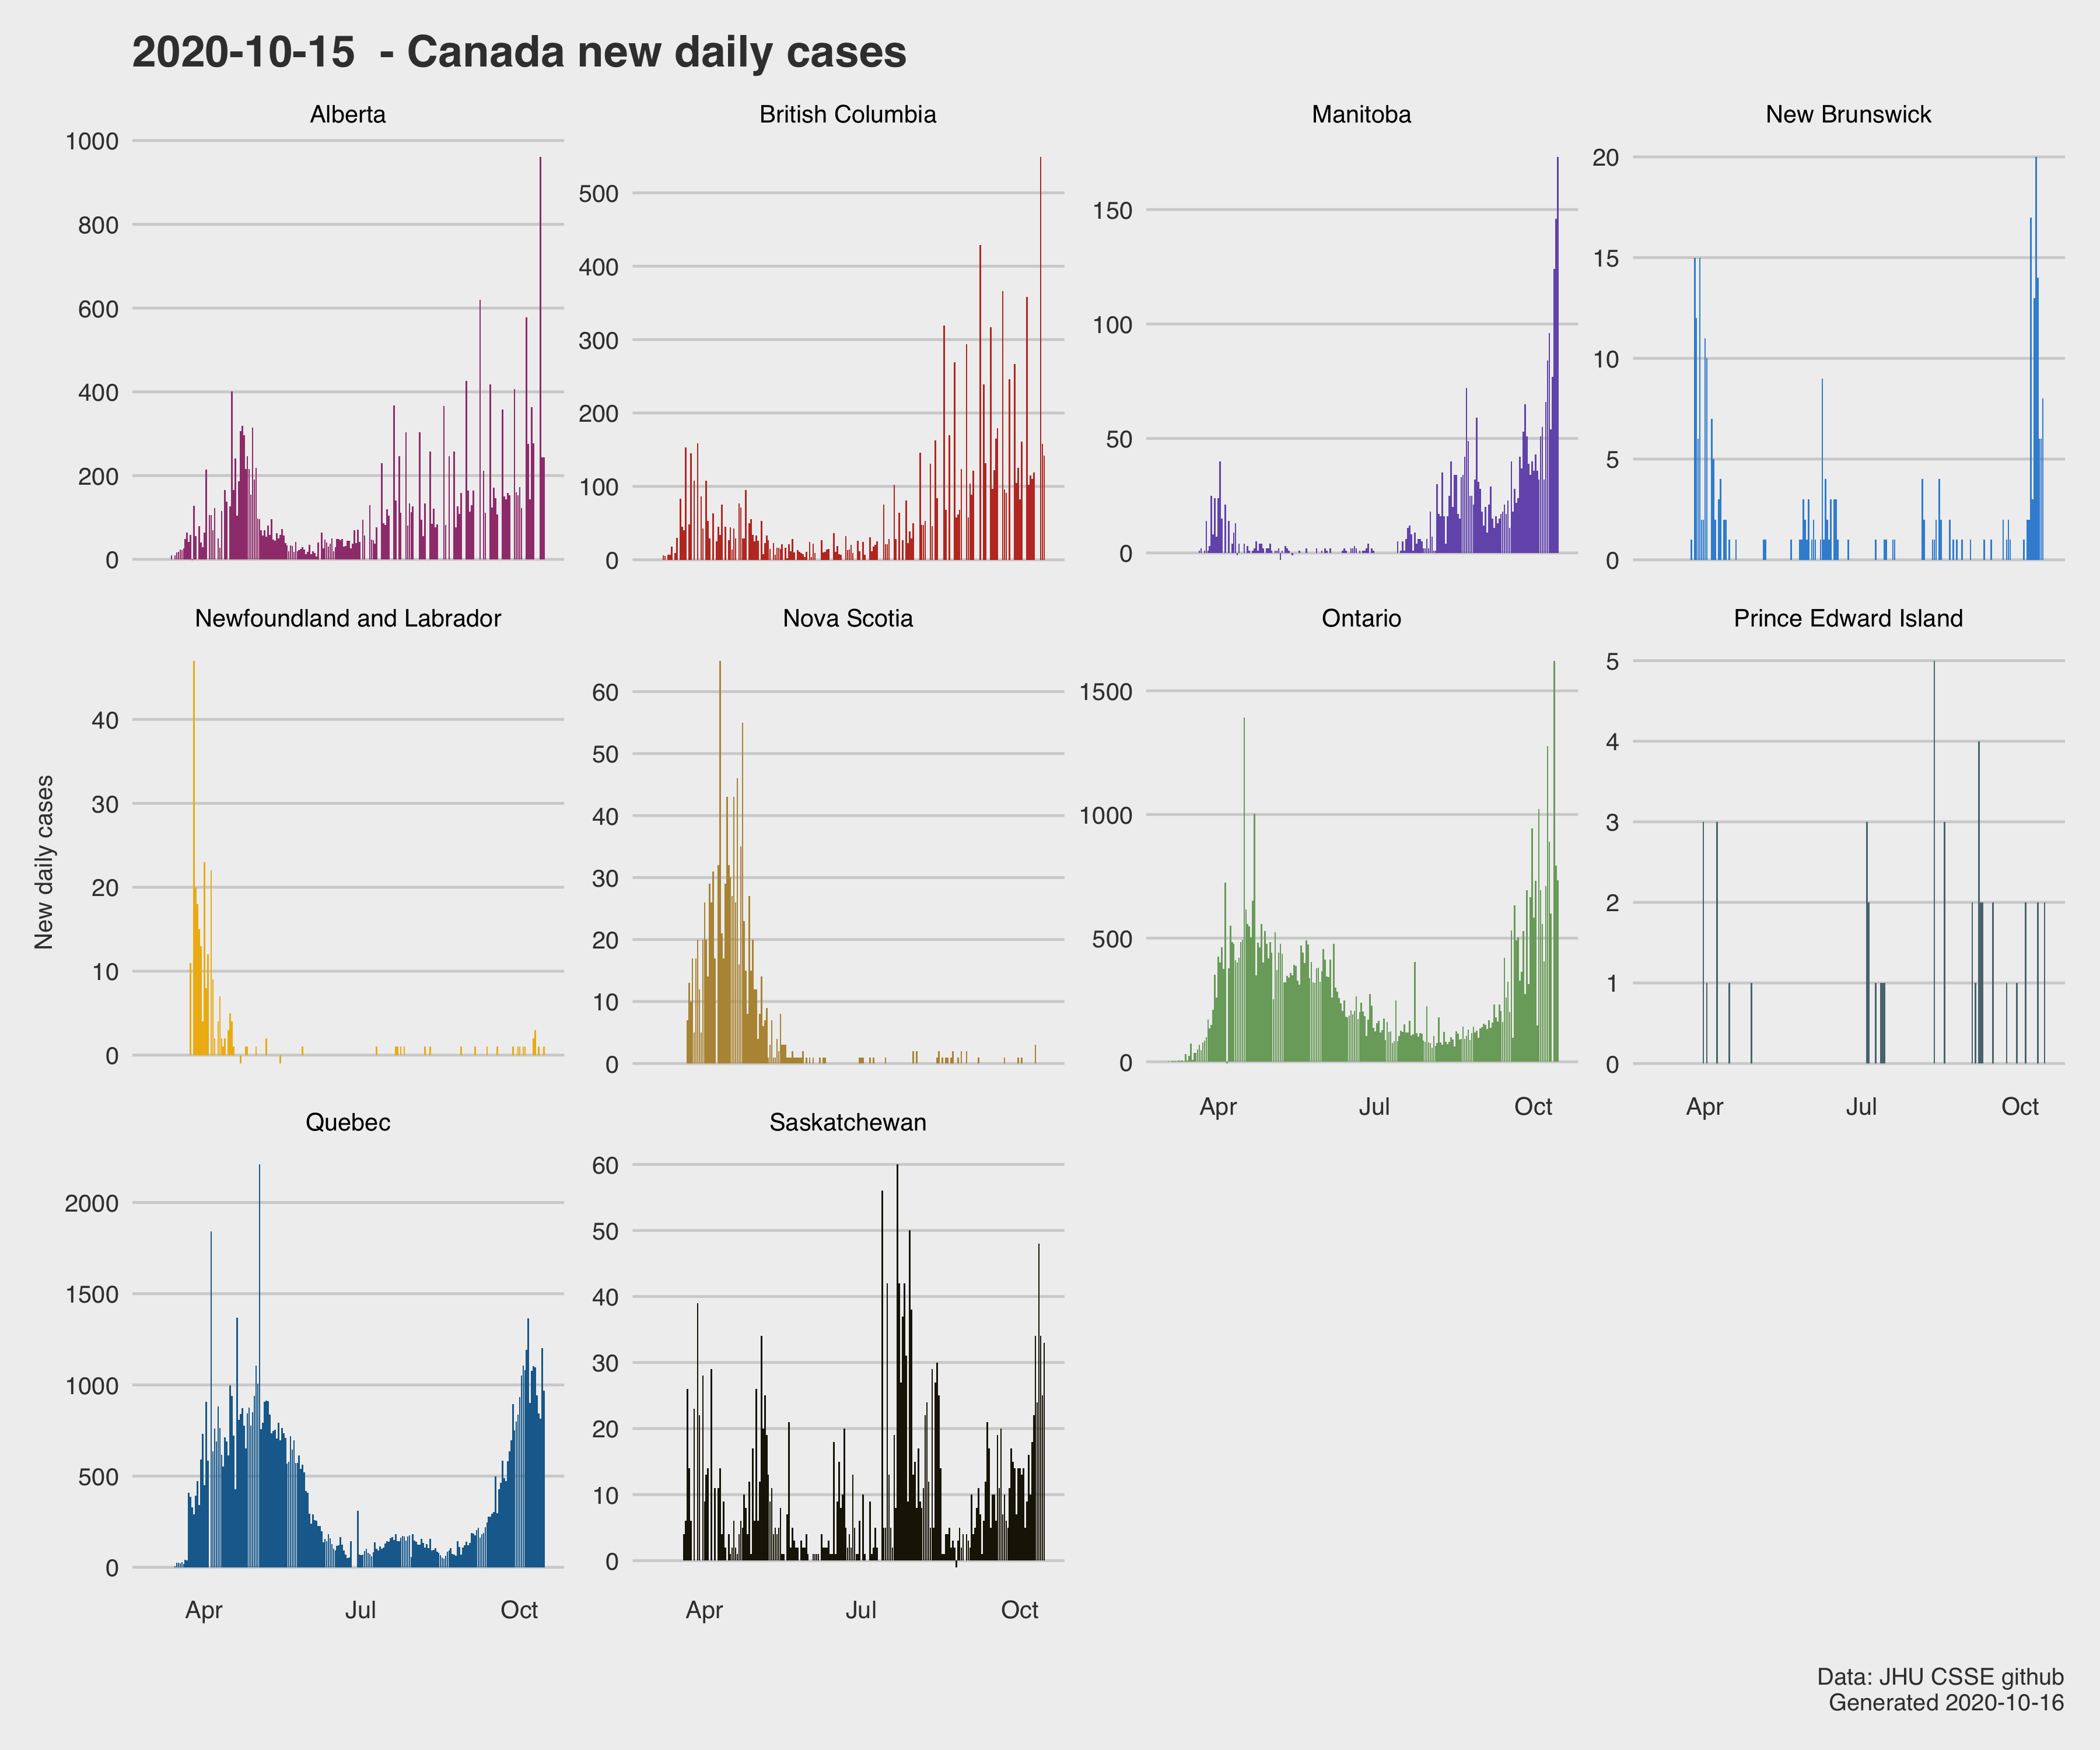 2020-10-15  - Canada new daily cases
Alberta
British Columbia
Manitoba
New Brunswick
1000
800
600
400
200
0
500
400
300
200
100
0
150
100
50
0
20
15
10
5
0
Newfoundland and Labrador
Nova Scotia
Ontario
Prince Edward Island
New daily cases
40
30
20
10
0
60
50
40
30
20
10
0
1500
1000
500
0
5
4
3
2
1
0
Apr
Jul
Oct
Apr
Jul
Oct
Quebec
Saskatchewan
2000
1500
1000
500
0
60
50
40
30
20
10
0
Apr
Jul
Oct
Apr
Jul
Oct
Data: JHU CSSE github
Generated 2020-10-16